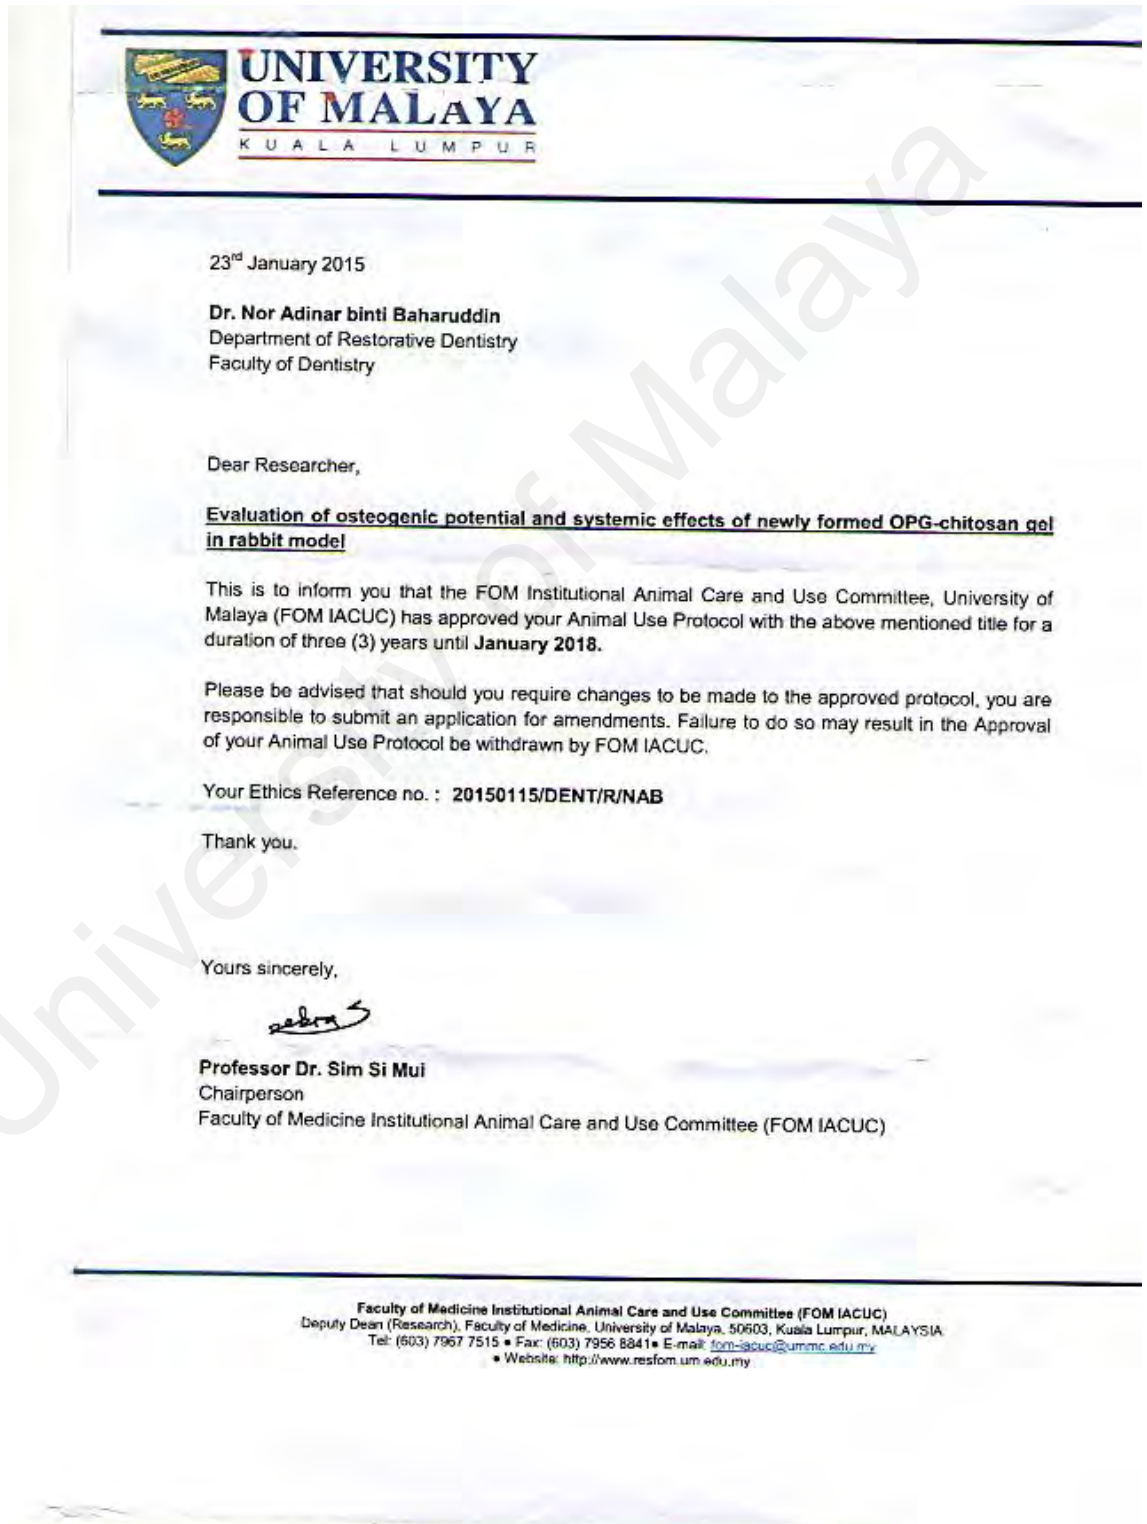 UNIVERSITY
OF MALAYA
KUALA LUMPUR
23rd January 2015
Dr. Nor Adinar binti Baharuddin
Department of Restorative Dentistry
Faculty of Dentistry
Dear Researcher,
Evaluation of osteogenic potential and systemic effects of newly formed OPG-chitosan gel
in rabbit model
This is to inform you that the FOM Institutional Animal Care and Use Committee, University of
Malaya (FOM IACUC) has approved your Animal Use Protocol with the above mentioned title for a
duration of three (3) years until January 2018.
Please be advised that should you require changes to be made to the approved protocol, you are
responsible to submit an application for amendments. Failure to do so may result in the Approval
of your Animal Use Protocol be withdrawn by FOM IACUC.
Your Ethics Reference no. : 20150115/DENT/R/NAB
Thank you.
Yours sincerely,
Professor Dr. Sim Si Mui
Chairperson
Faculty of Medicine Institutional Animal Care and Use Committee (FOM IACUC)
Faculty of Medicine Institutional Animal Care and Use Committee (FOM IACUC)
Deputy Dean (Research), Faculty of Medicine, University of Malaya, 50603, Kuala Lumpur, MALAYSIA
Tel: (603) 7967 7515 • Fax: (603) 7956 8841• E-mail: fom-iacuc@ummc.edu.my
• Website: http://www.resfom.um.edu.my
University of Malaya